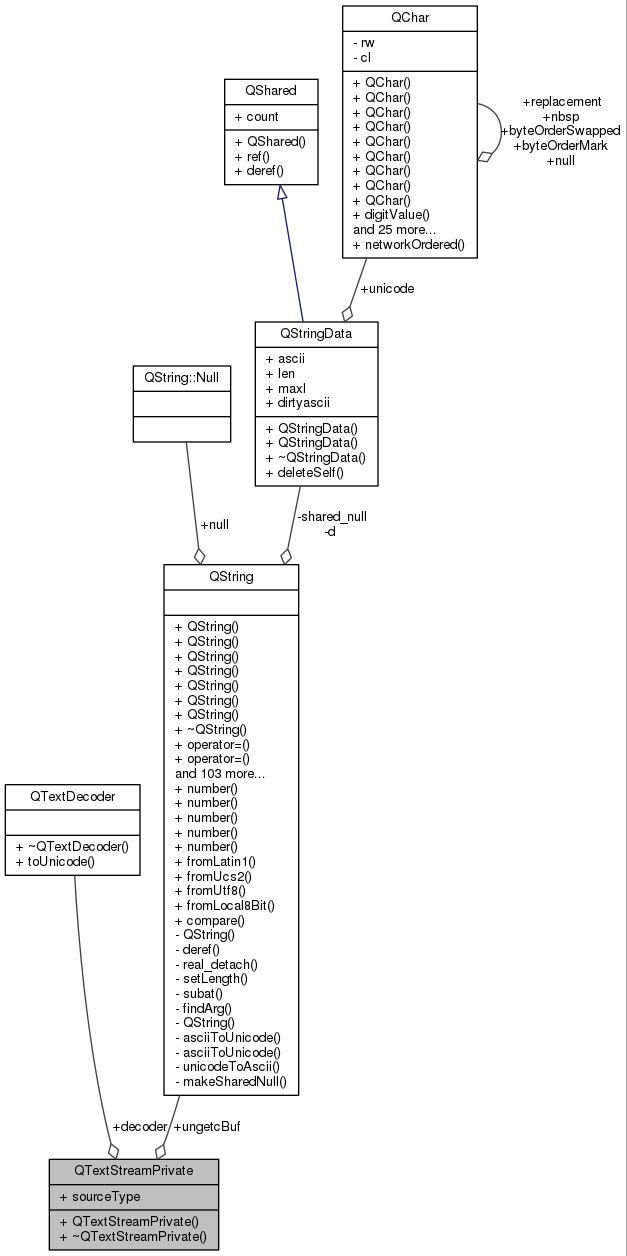 QChar
- rw
- cl
+ QChar()
+ QChar()
+ QChar()
+ QChar()
+ QChar()
+ QChar()
+ QChar()
+ QChar()
+ QChar()
+ digitValue()
and 25 more...
+ networkOrdered()
+replacement
+nbsp
+byteOrderSwapped
+byteOrderMark
+null
QShared
+ count
+ QShared()
+ ref()
+ deref()
+unicode
QStringData
+ ascii
+ len
+ maxl
+ dirtyascii
+ QStringData()
+ QStringData()
+ ~QStringData()
+ deleteSelf()
QString::Null
+null
-shared_null
-d
QString
+ QString()
+ QString()
+ QString()
+ QString()
+ QString()
+ QString()
+ QString()
+ ~QString()
+ operator=()
+ operator=()
and 103 more...
+ number()
+ number()
+ number()
+ number()
+ number()
+ fromLatin1()
+ fromUcs2()
+ fromUtf8()
+ fromLocal8Bit()
+ compare()
- QString()
- deref()
- real_detach()
- setLength()
- subat()
- findArg()
- QString()
- asciiToUnicode()
- asciiToUnicode()
- unicodeToAscii()
- makeSharedNull()
QTextDecoder
+ ~QTextDecoder()
+ toUnicode()
+decoder
+ungetcBuf
QTextStreamPrivate
+ sourceType
+ QTextStreamPrivate()
+ ~QTextStreamPrivate()